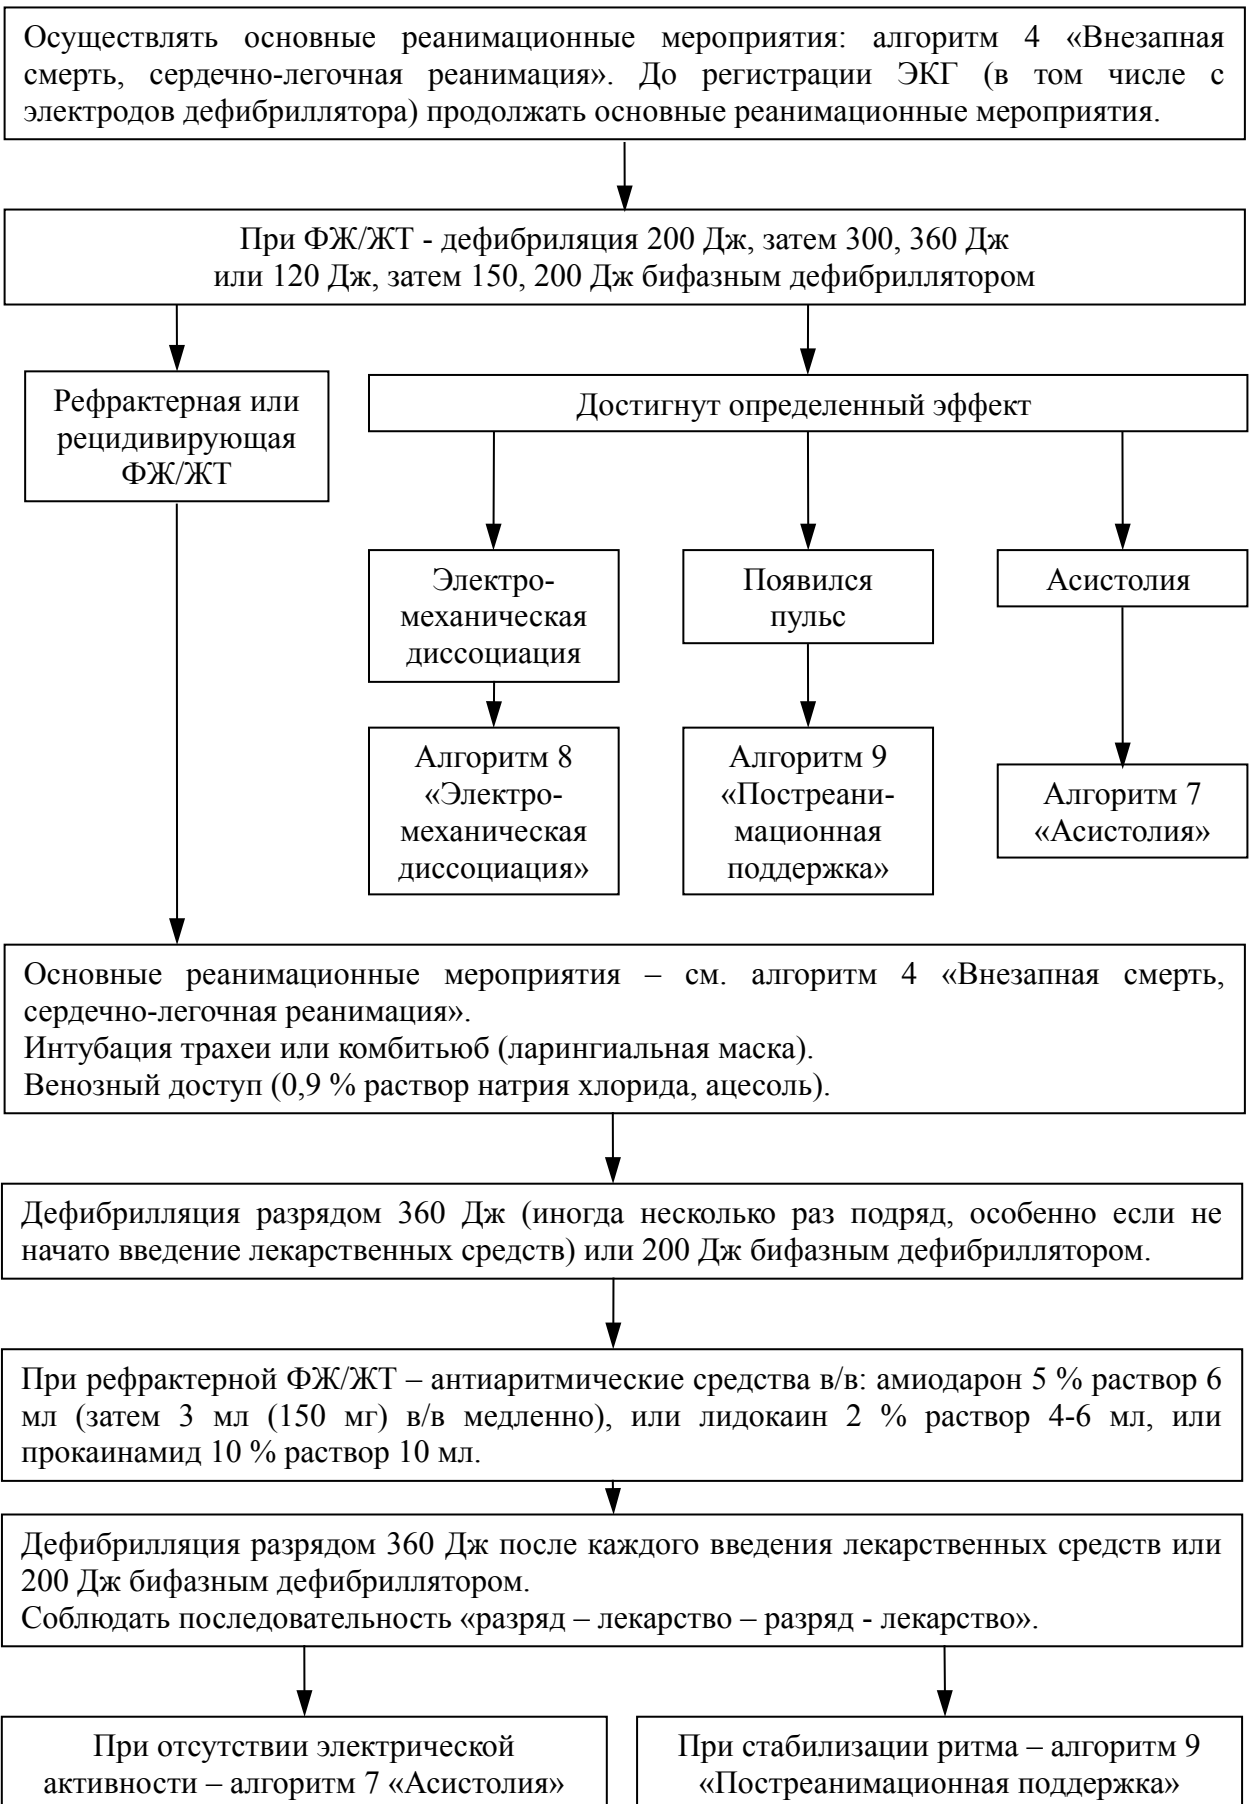 Осуществлять основные реанимационные мероприятия: алгоритм 4 «Внезапная
смерть, сердечно-легочная реанимация». До регистрации ЭКГ (в том числе с
электродов дефибриллятора) продолжать основные реанимационные мероприятия.
При ФЖ/ЖТ - дефибриляция 200 Дж, затем 300, 360 Дж
или 120 Дж, затем 150, 200 Дж бифазным дефибриллятором
Рефрактерная или
рецидивирующая
ФЖ/ЖТ
Достигнут определенный эффект
Электро-
механическая
диссоциация
Появился
пульс
Асистолия
Алгоритм 8
«Электро-
механическая
диссоциация»
Алгоритм 9
«Постреани-
мационная
поддержка»
Алгоритм 7
«Асистолия»
Основные реанимационные мероприятия – см. алгоритм 4 «Внезапная смерть,
сердечно-легочная реанимация».
Интубация трахеи или комбитьюб (ларингиальная маска).
Венозный доступ (0,9 % раствор натрия хлорида, ацесоль).
Дефибрилляция разрядом 360 Дж (иногда несколько раз подряд, особенно если не
начато введение лекарственных средств) или 200 Дж бифазным дефибриллятором.
При рефрактерной ФЖ/ЖТ – антиаритмические средства в/в: амиодарон 5 % раствор 6
мл (затем 3 мл (150 мг) в/в медленно), или лидокаин 2 % раствор 4-6 мл, или
прокаинамид 10 % раствор 10 мл.
Дефибрилляция разрядом 360 Дж после каждого введения лекарственных средств или
200 Дж бифазным дефибриллятором.
Соблюдать последовательность «разряд – лекарство – разряд - лекарство».
При отсутствии электрической
активности – алгоритм 7 «Асистолия»
При стабилизации ритма – алгоритм 9
«Постреанимационная поддержка»